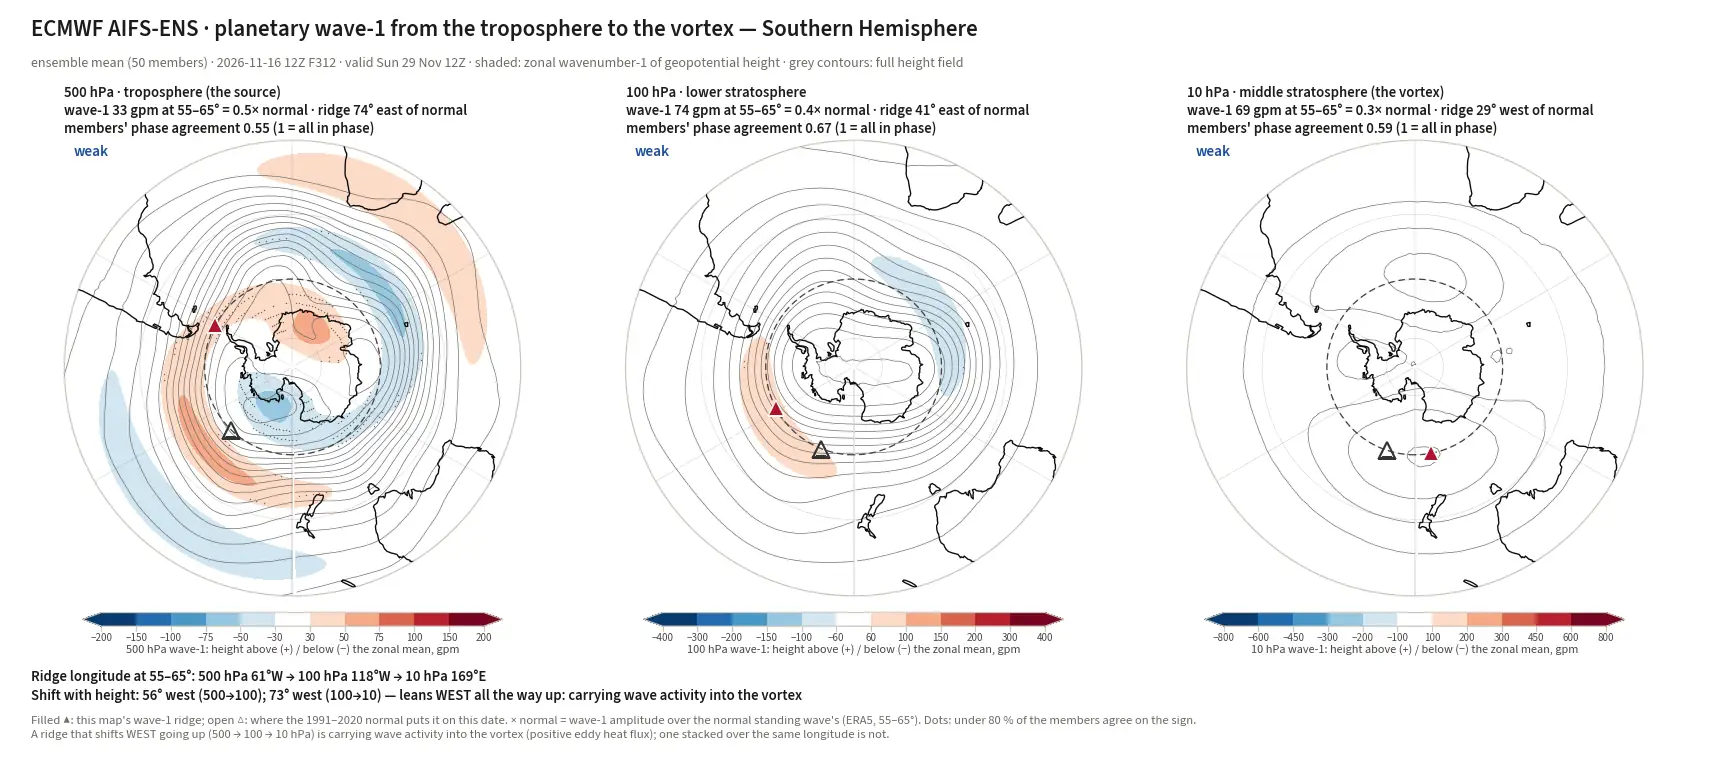 ECMWF AIFS-ENS · planetary wave-1 from the troposphere to the vortex — Southern Hemisphere
ensemble mean (50 members) · 2026-11-16 12Z F312 · valid Sun 29 Nov 12Z · shaded: zonal wavenumber-1 of geopotential height · grey contours: full height field
500 hPa · troposphere (the source)
wave-1 33 gpm at 55–65° = 0.5× normal · ridge 74° east of normal
members' phase agreement 0.55 (1 = all in phase)
weak
100 hPa · lower stratosphere
wave-1 74 gpm at 55–65° = 0.4× normal · ridge 41° east of normal
members' phase agreement 0.67 (1 = all in phase)
weak
10 hPa · middle stratosphere (the vortex)
wave-1 69 gpm at 55–65° = 0.3× normal · ridge 29° west of normal
members' phase agreement 0.59 (1 = all in phase)
weak
−200 −150 −100 −75 −50 −30 30 50 75 100 150 200
500 hPa wave-1: height above (+) / below (−) the zonal mean, gpm
−400 −300 −200 −150 −100 −60 60 100 150 200 300 400
100 hPa wave-1: height above (+) / below (−) the zonal mean, gpm
−800 −600 −450 −300 −200 −100 100 200 300 450 600 800
10 hPa wave-1: height above (+) / below (−) the zonal mean, gpm
Ridge longitude at 55–65°: 500 hPa 61°W → 100 hPa 118°W → 10 hPa 169°E
Shift with height: 56° west (500→100); 73° west (100→10) — leans WEST all the way up: carrying wave activity into the vortex
Filled ▲: this map's wave-1 ridge; open △: where the 1991–2020 normal puts it on this date. × normal = wave-1 amplitude over the normal standing wave's (ERA5, 55–65°). Dots: under 80 % of the members agree on the sign.
A ridge that shifts WEST going up (500 → 100 → 10 hPa) is carrying wave activity into the vortex (positive eddy heat flux); one stacked over the same longitude is not.